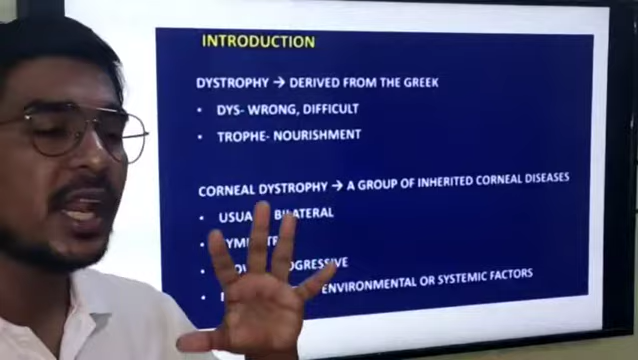 INTRODUCTION
DYSTROPHY → DERIVED FROM THE GREEK
• DYS- WRONG, DIFFICULT
• TROPHE- NOURISHMENT
CORNEAL DYSTROPHY → A GROUP OF INHERITED CORNEAL DISEASES
• BILATERAL
•
•
• ENVIRONMENTAL OR SYSTEMIC FACTORS